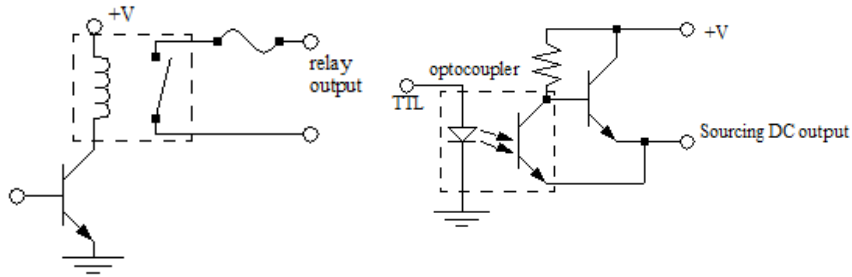 +V
relay
output
optocoupler
TTL
+V
Sourcing DC output